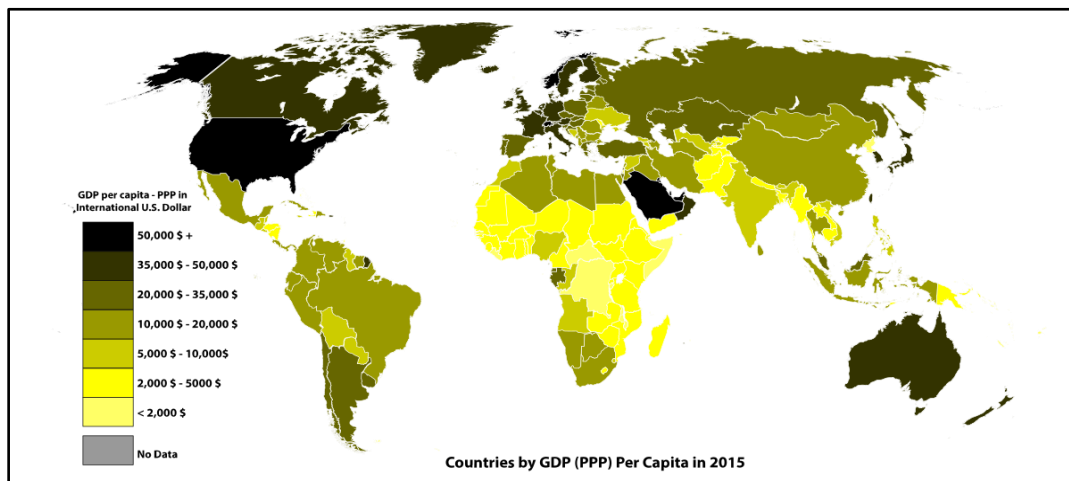 GDP per capita - PPP in
,International U.S. Dollar
50,000 $ +
35,000 $ - 50,000 $
20,000 $ - 35,000 $
10,000 $ - 20,000 $
5,000 $ - 10,000$
2,000 $ - 5000 $
< 2,000 $
No Data
Countries by GDP (PPP) Per Capita in 2015